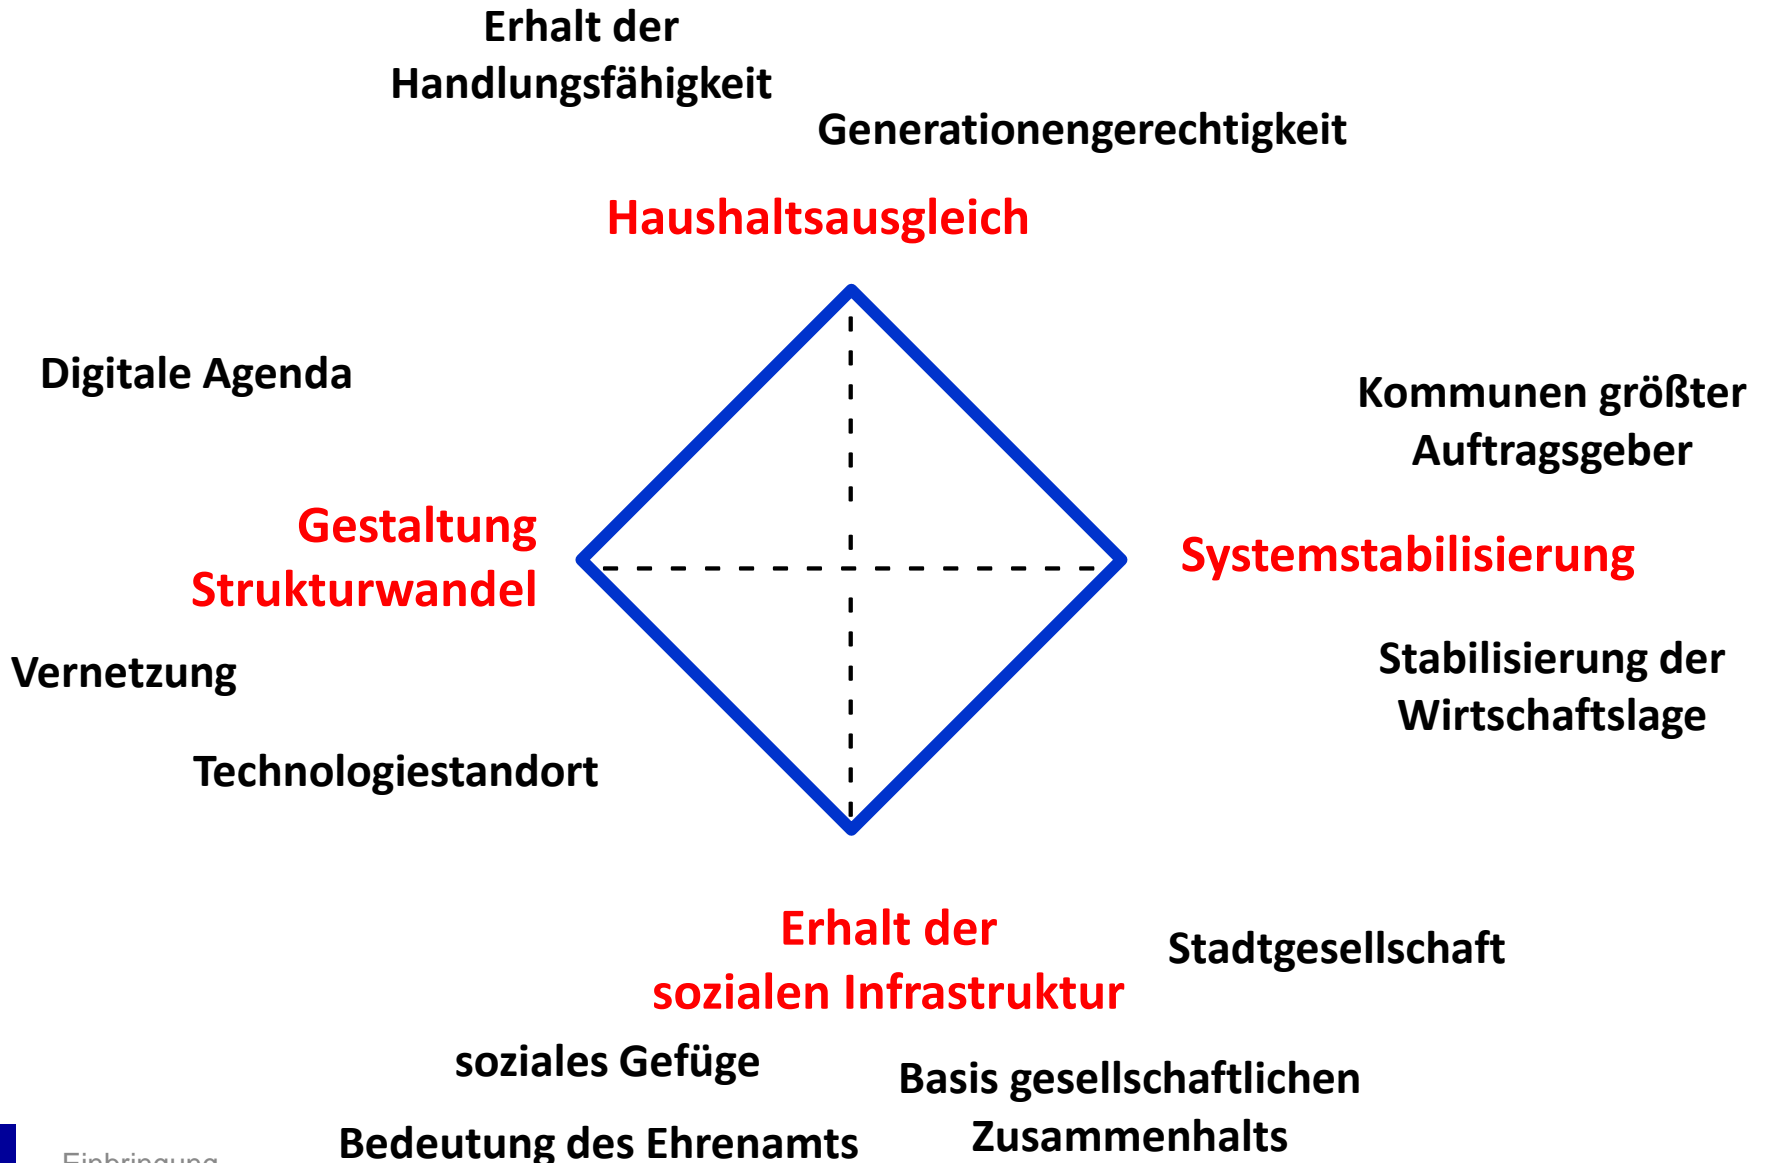 Erhalt der
Handlungsfähigkeit
Generationengerechtigkeit
Haushaltsausgleich
Digitale Agenda
Kommunen größter
Auftragsgeber
Gestaltung
Strukturwandel
Systemstabilisierung
Vernetzung
Stabilisierung der
Wirtschaftslage
Technologiestandort
Erhalt der
sozialen Infrastruktur
Stadtgesellschaft
soziales Gefüge
Basis gesellschaftlichen
Zusammenhalts
Bedeutung des Ehrenamts
Einbringung